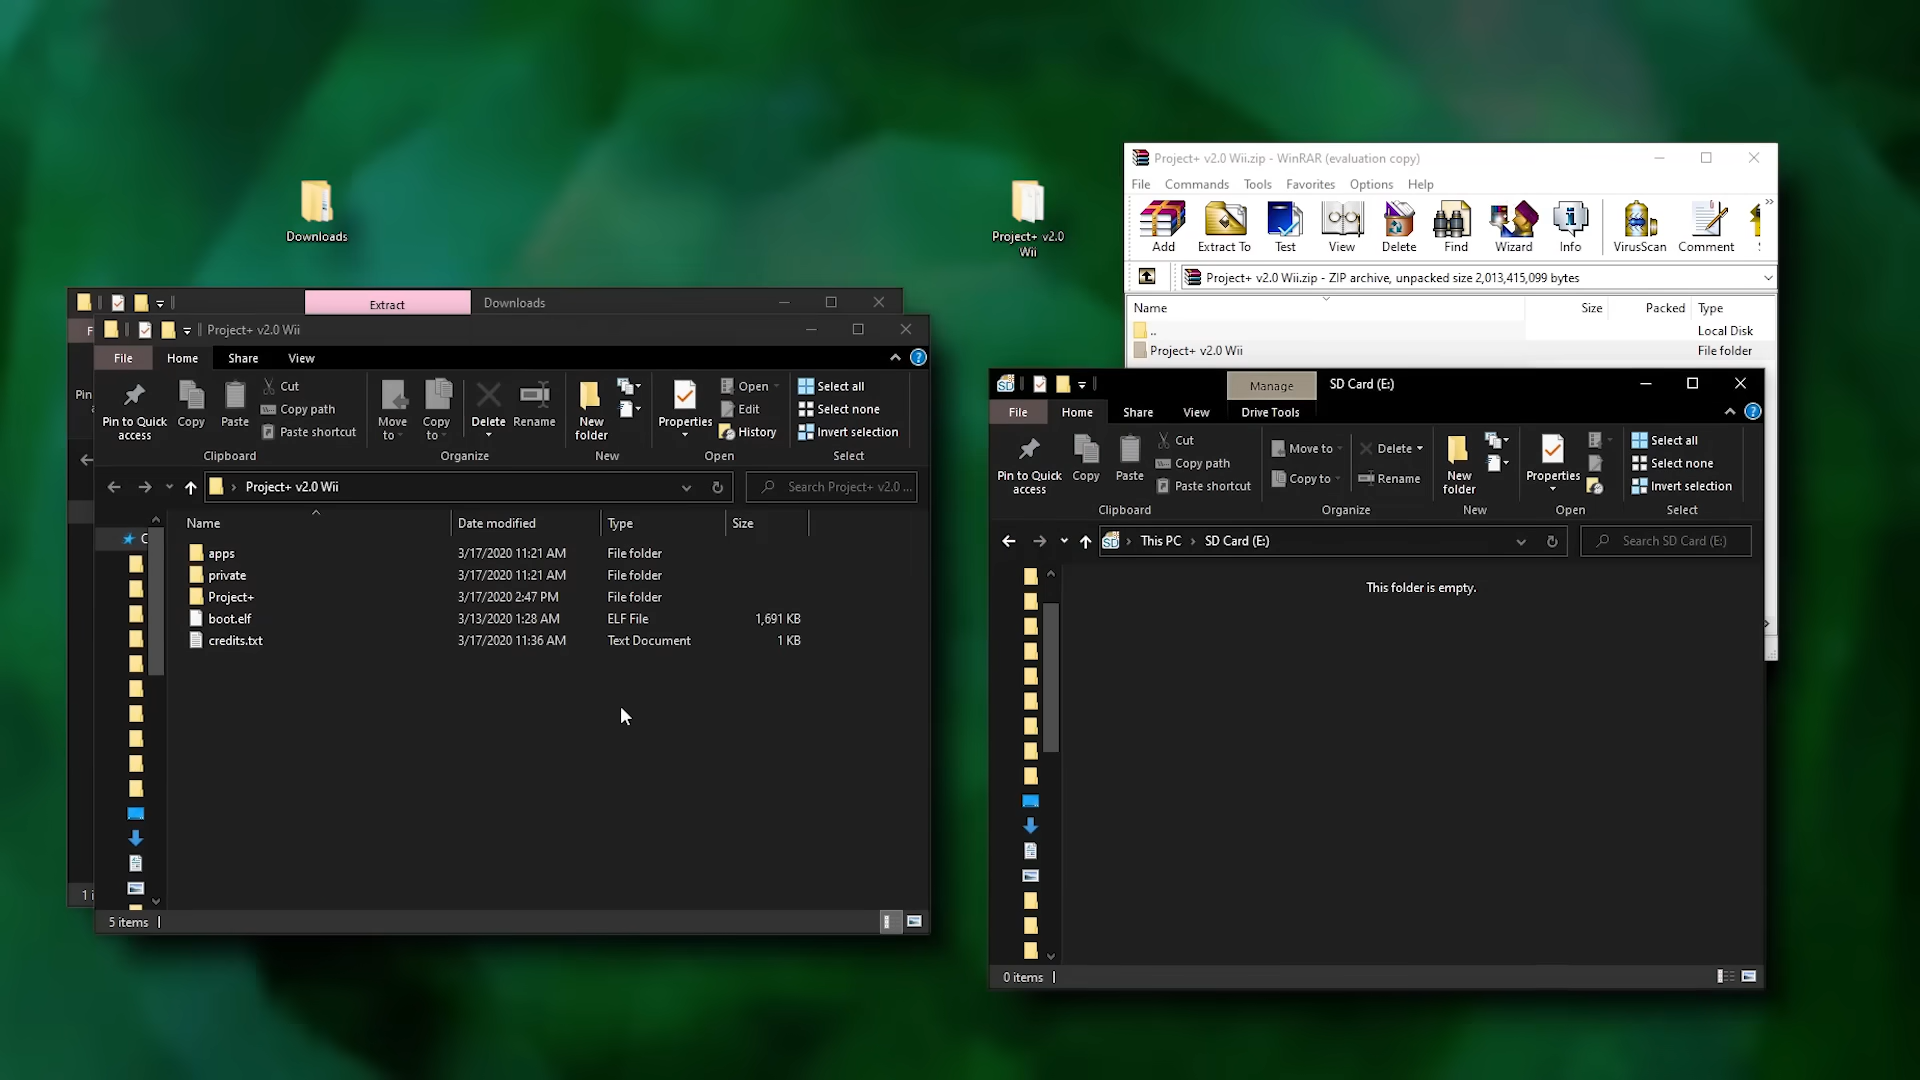 Downloads
Project+ v2.0
Wii
Project+ v2.0 Wii.zip - WinRAR (evaluation copy)
File Commands Tools Favorites Options Help
Add Extract To Test View Delete Find Wizard Info VirusScan Comment
Project+ v2.0 Wii.zip - ZIP archive, unpacked size 2,013,415,099 bytes
Name Size Packed Type
.. Local Disk
Project+ v2.0 Wii File folder
Extract Downloads
Project+ v2.0 Wii
File Home Share View
Pin to Quick
access
Copy
Paste
Cut
Copy path
Paste shortcut
Clipboard
Move
to
Copy
to
Delete
Rename
Organize
New
folder
New
Properties
Open
Edit
History
Open
Select all
Select none
Invert selection
Select
Project+ v2.0 Wii
Search Project+ v2.0 ...
Name Date modified Type Size
apps 3/17/2020 11:21 AM File folder
private 3/17/2020 11:21 AM File folder
Project+ 3/17/2020 2:47 PM File folder
boot.elf 3/13/2020 1:28 AM ELF File 1,691 KB
credits.txt 3/17/2020 11:36 AM Text Document 1 KB
5 items
Manage SD Card (E:)
File Home Share View Drive Tools
Pin to Quick
access
Copy
Paste
Cut
Copy path
Paste shortcut
Clipboard
Move to
Copy to
Delete
Rename
Organize
New
folder
New
Properties
Open
Select all
Select none
Invert selection
Select
This PC › SD Card (E:)
Search SD Card (E:)
This folder is empty.
0 items